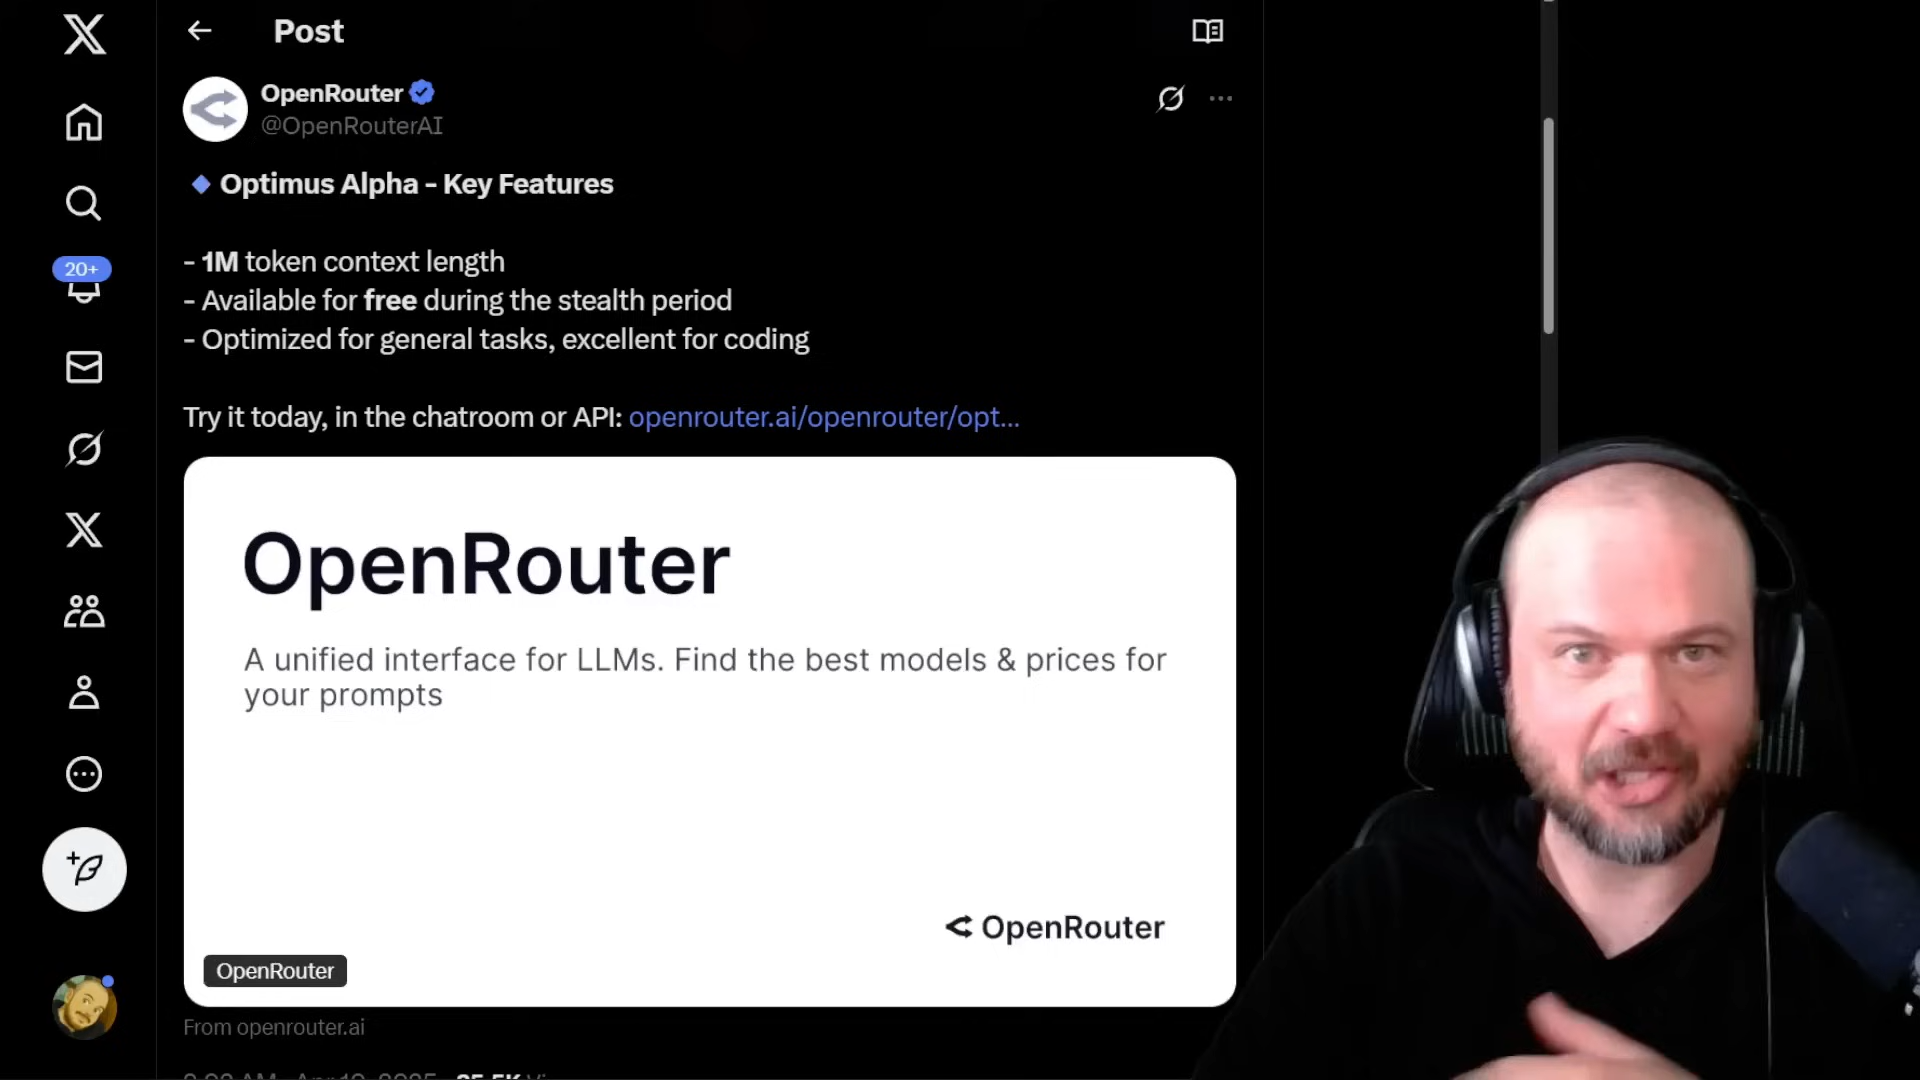 Post
OpenRouter
@OpenRouterAI
Optimus Alpha - Key Features
- 1M token context length
- Available for free during the stealth period
- Optimized for general tasks, excellent for coding
Try it today, in the chatroom or API: openrouter.ai/openrouter/opt...
20+
OpenRouter
A unified interface for LLMs. Find the best models & prices for
your prompts
OpenRouter
OpenRouter
From openrouter.ai